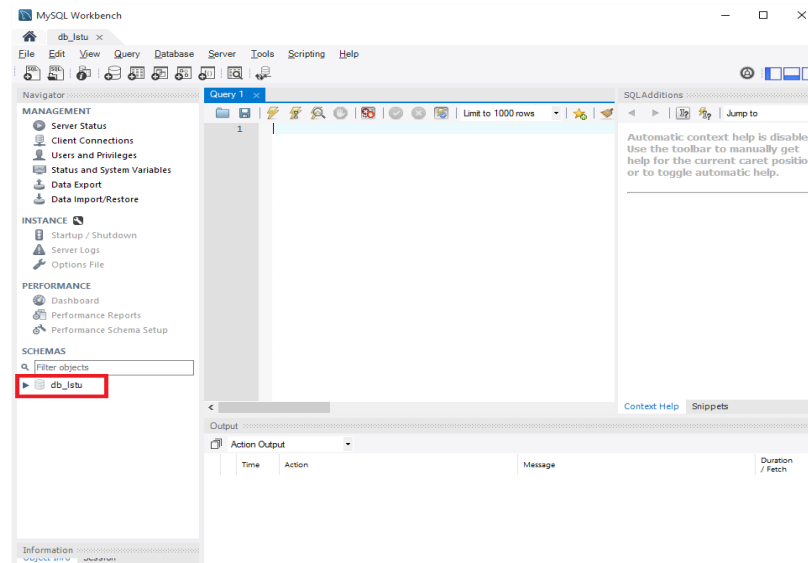 MySQL Workbench
db_lstu
File Edit View Query Database Server Tools Scripting Help
Navigator
MANAGEMENT
Server Status
Client Connections
Users and Privileges
Status and System Variables
Data Export
Data Import/Restore
INSTANCE
Startup / Shutdown
Server Logs
Options File
PERFORMANCE
Dashboard
Performance Reports
Performance Schema Setup
SCHEMAS
Filter objects
db_lstu
Information
Object Info Session
Query 1
Limit to 1000 rows
1
SQLAdditions
Jump to
Automatic context help is disable
Use the toolbar to manually get
help for the current caret positio
or to toggle automatic help.
Context Help Snippets
Output
Action Output
Time Action Message Duration / Fetch